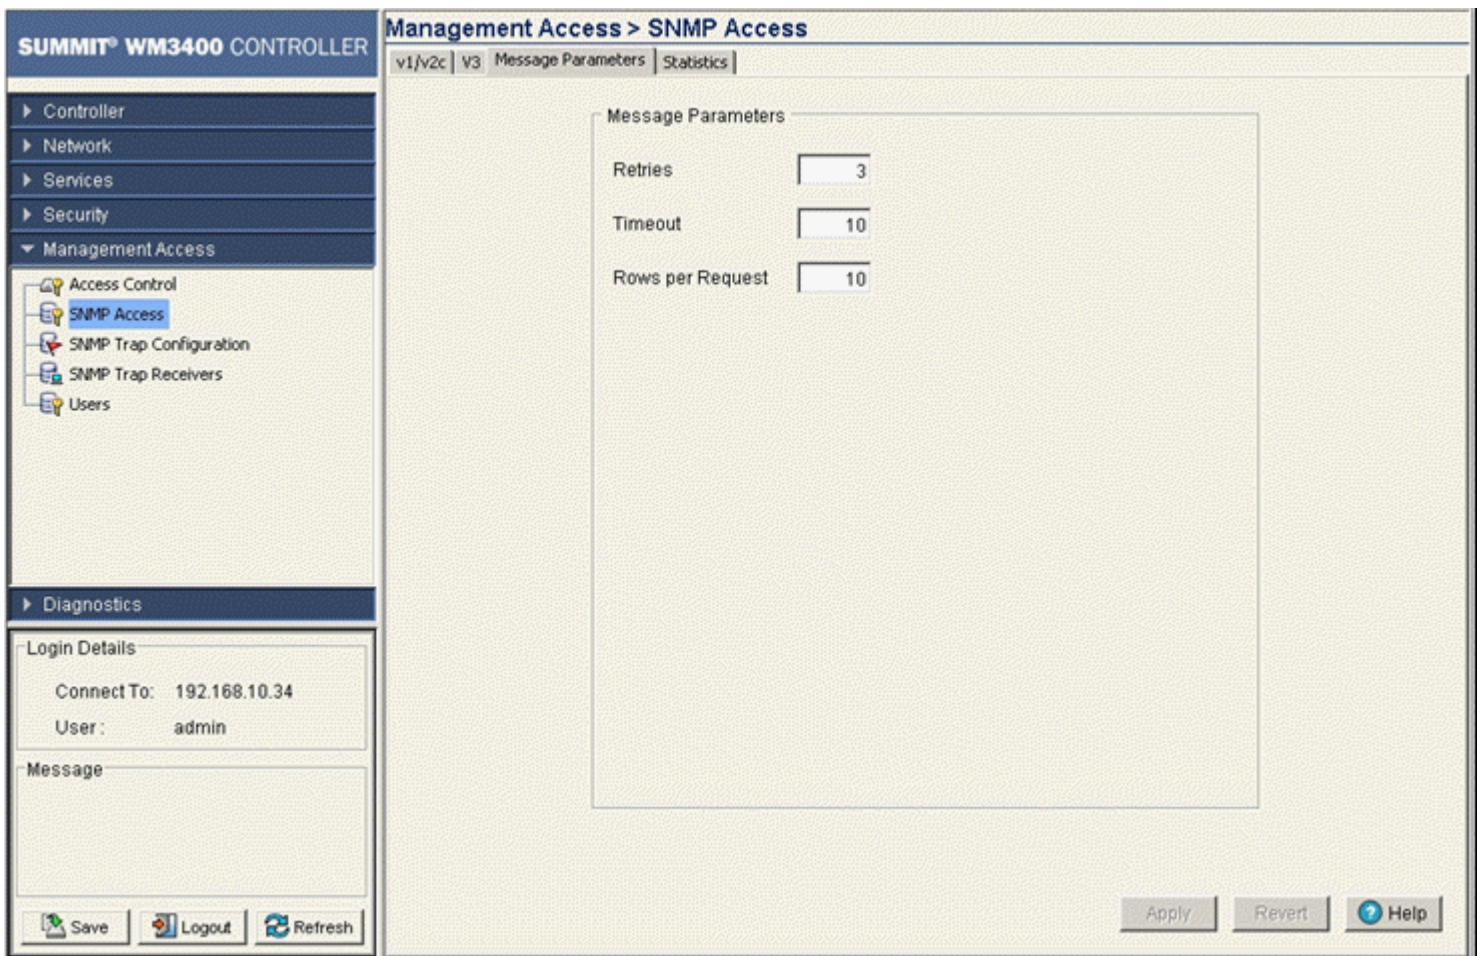 SUMMIT® WM3400 CONTROLLER
Management Access > SNMP Access
v1/v2c V3 Message Parameters Statistics
Controller
Network
Services
Security
Management Access
Access Control
SNMP Access
SNMP Trap Configuration
SNMP Trap Receivers
Users
Diagnostics
Login Details
Connect To: 192.168.10.34
User : admin
Message
Save Logout Refresh
Message Parameters
Retries 3
Timeout 10
Rows per Request 10
Apply Revert Help